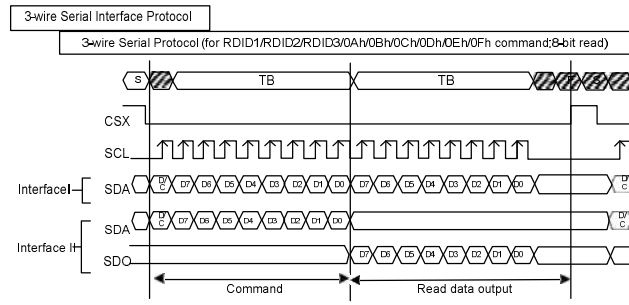 3-wire Serial Interface Protocol
3-wire Serial Protocol (for RDID1/RDID2/RDID3/0Ah/0Bh/0Ch/0Dh/0Eh/0Fh command:8-bit read)
S TB TB P S
CSX
SCL
Interface I SDA D/C D7 D6 D5 D4 D3 D2 D1 D0 D7 D6 D5 D4 D3 D2 D1 D0 D/C
SDA D/C D7 D6 D5 D4 D3 D2 D1 D0 D/C
Interface II
SDO D7 D6 D5 D4 D3 D2 D1 D0
Command Read data output